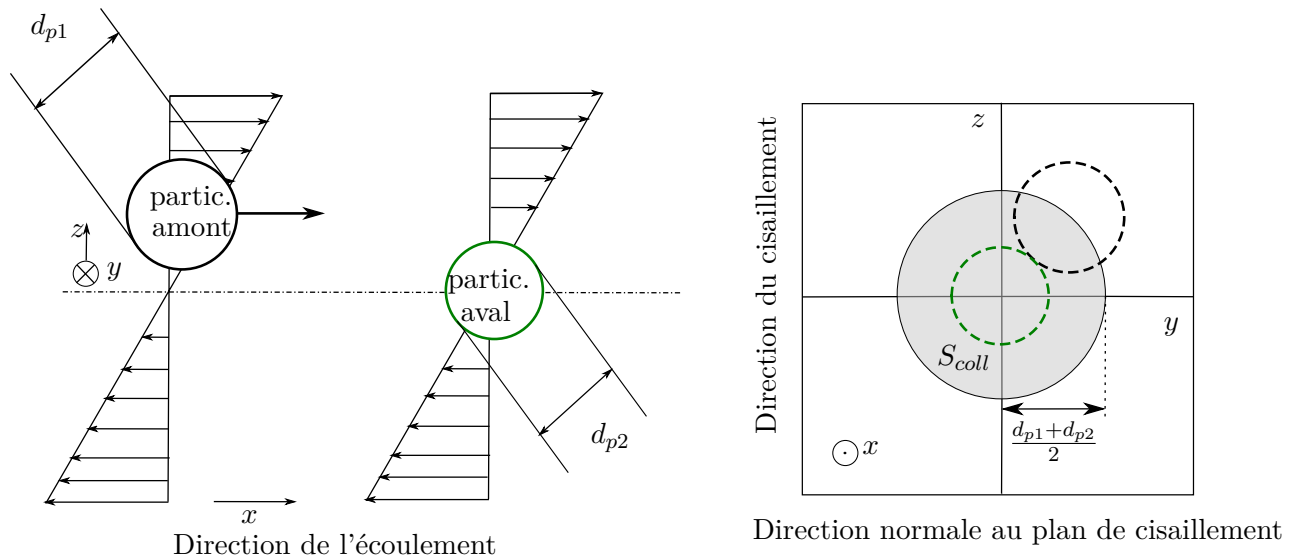 d_{p1}
partic.
amont
z
y
partic.
aval
d_{p2}
x
Direction de l'écoulement
Direction du cisaillement
z
y
S_{coll}
\frac{d_{p1}+d_{p2}}{2}
x
Direction normale au plan de cisaillement